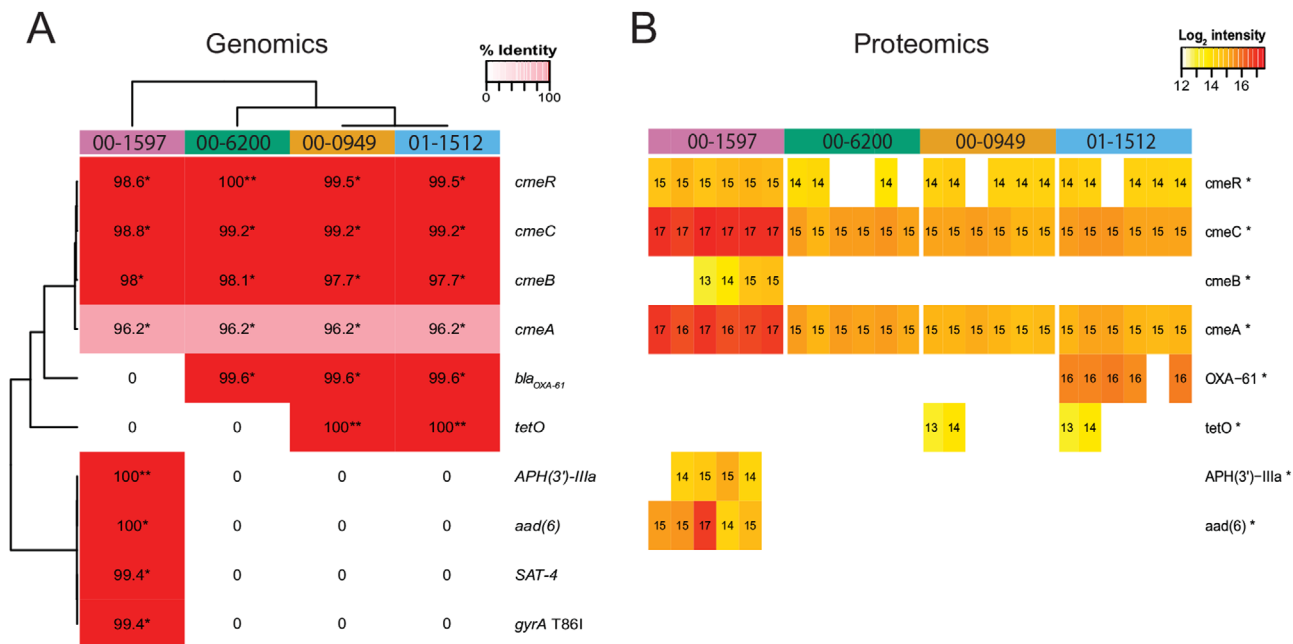 A
Genomics
% Identity
0 100
00-1597 00-6200 00-0949 01-1512
98.6* 100** 99.5* 99.5* cmeR
98.8* 99.2* 99.2* 99.2* cmeC
98* 98.1* 97.7* 97.7* cmeB
96.2* 96.2* 96.2* 96.2* cmeA
0 99.6* 99.6* 99.6* blaOXA-61
0 0 100** 100** tetO
100** 0 0 0 APH(3')-IIIa
100* 0 0 0 aad(6)
99.4* 0 0 0 SAT-4
99.4* 0 0 0 gyrA T86I
B
Proteomics
Log2 intensity
12 14 16
00-1597 00-6200 00-0949 01-1512
15 15 15 15 15 15 14 14 14 14 14 14 14 14 14 14 14 14 14 cmeR *
17 17 17 17 17 17 15 15 15 15 15 15 15 15 15 15 15 15 15 15 15 15 15 15 cmeC *
13 14 15 15 cmeB *
17 16 17 16 17 17 15 15 15 15 15 15 15 15 15 15 15 15 15 15 15 15 15 15 cmeA *
16 16 16 16 16 OXA-61 *
13 14 13 14 tetO *
14 15 15 14 APH(3')-IIIa *
15 15 17 14 15 aad(6) *